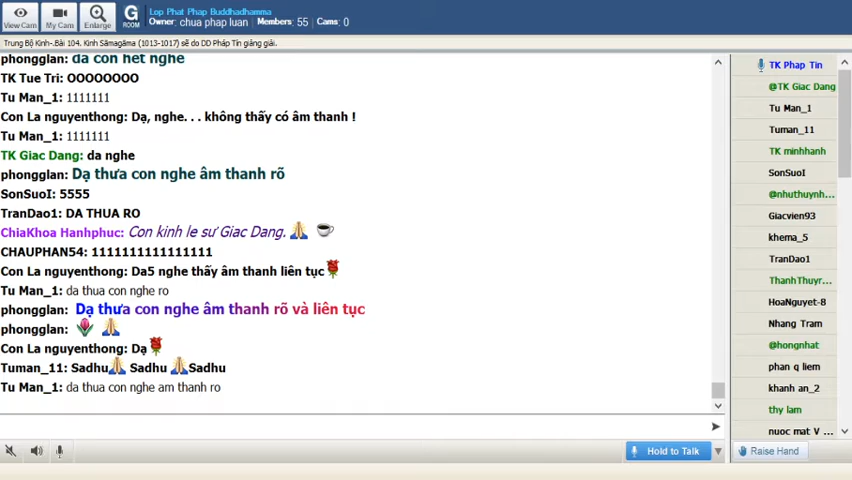 View Cam
My Cam
Enlarge
G
ROOM
Lop Phat Phap Buddhadhamma
Owner: chua phap luan
Members: 55
Cams: 0
Trung Bộ Kinh-.Bài 104. Kinh Sāmagāma (1013-1017) sẽ do DD Pháp Tín giảng giải.
phongglan: da con het nghe
TK Tue Tri: OOOOOOOO
Tu Man_1: 1111111
Con La nguyenthong: Dạ, nghe. . . không thấy có âm thanh !
Tu Man_1: 1111111
TK Giac Dang: da nghe
phongglan: Dạ thưa con nghe âm thanh rõ
SonSuoI: 5555
TranDao1: DA THUA RO
ChiaKhoa Hanhphuc: Con kinh le sư Giac Dang.
CHAUPHAN54: 1111111111111111
Con La nguyenthong: Da5 nghe thấy âm thanh liên tục
Tu Man_1: da thua con nghe ro
phongglan: Dạ thưa con nghe âm thanh rõ và liên tục
phongglan:
Con La nguyenthong: Dạ
Tuman_11: Sadhu Sadhu Sadhu
Tu Man_1: da thua con nghe am thanh ro
Hold to Talk
TK Phap Tin
@TK Giac Dang
Tu Man_1
Tuman_11
TK minhhanh
SonSuoI
@nhuthuynh...
Giacvien93
khema_5
TranDao1
ThanhThuyr...
HoaNguyet-8
Nhang Tram
@hongnhat
phan q liem
khanh an_2
thy lam
nuoc mat V ...
Raise Hand